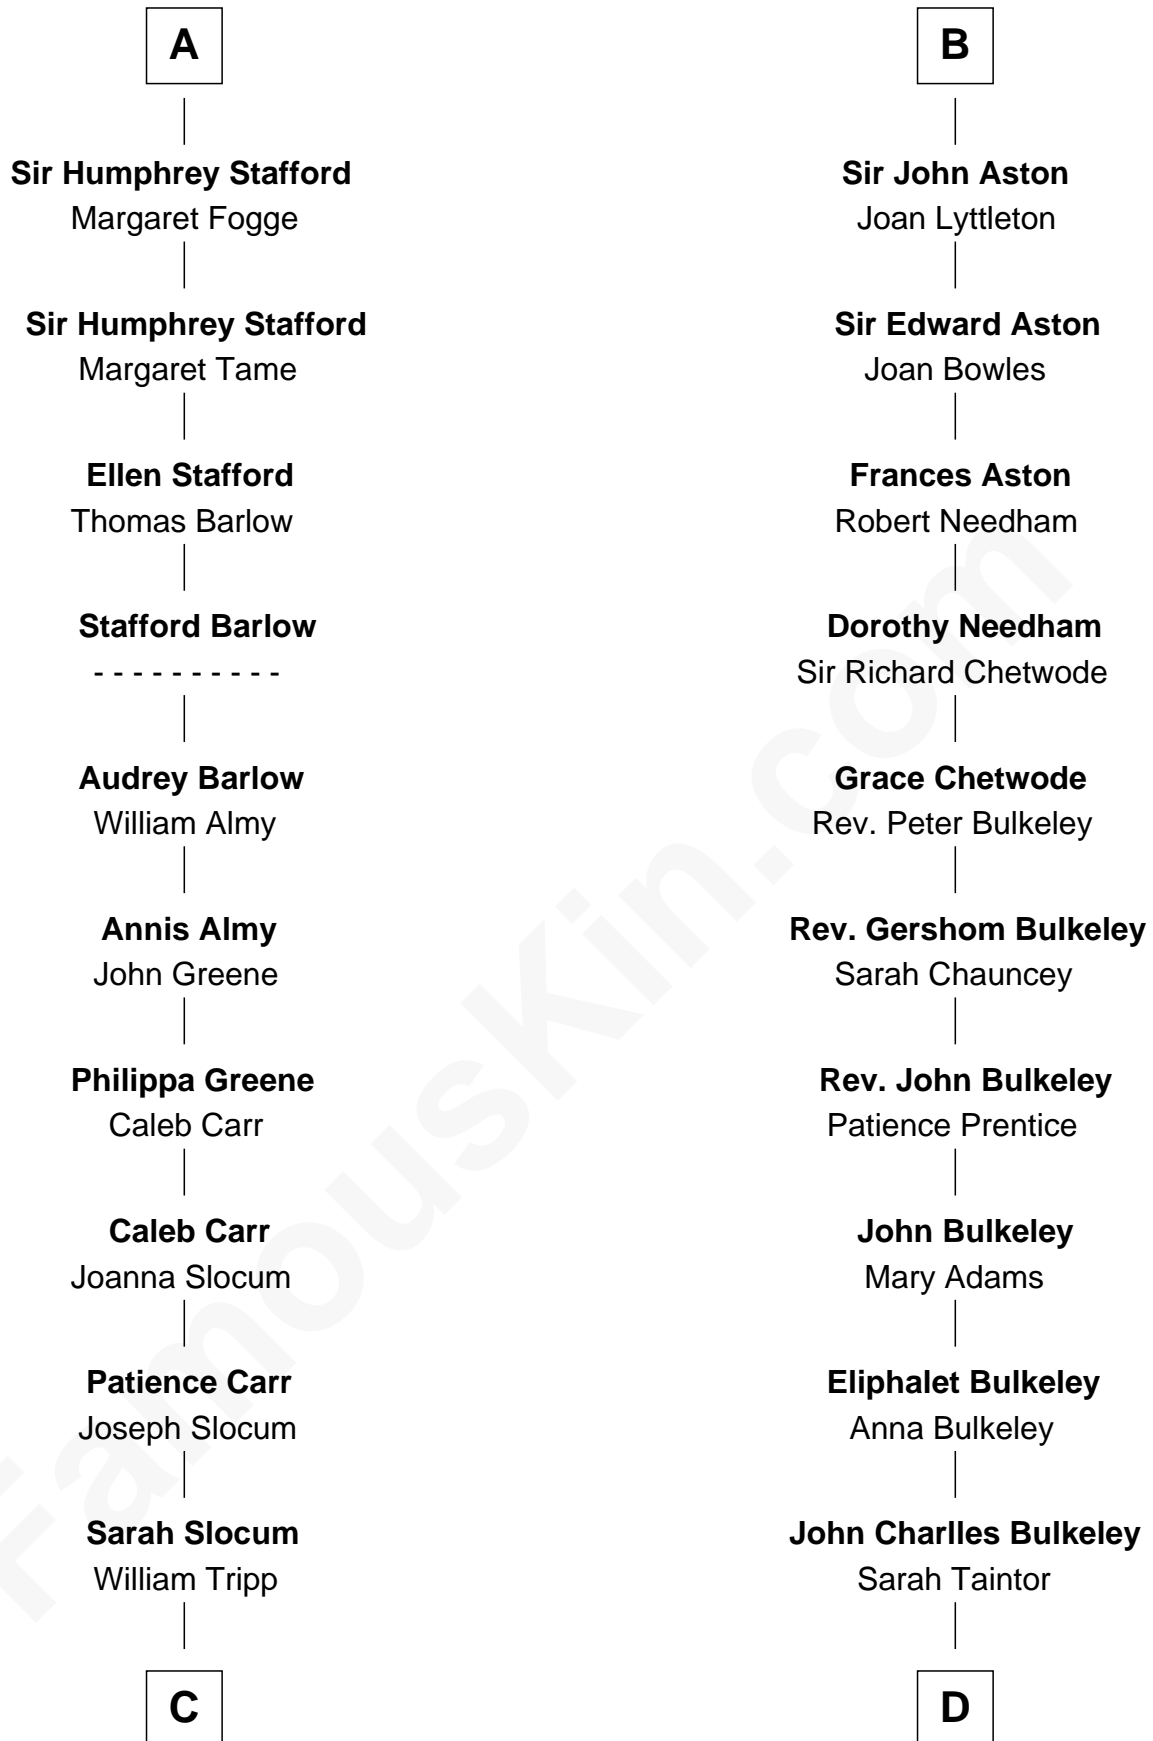 A
Sir Humphrey Stafford
Margaret Fogge
Sir Humphrey Stafford
Margaret Tame
Ellen Stafford
Thomas Barlow
Stafford Barlow
- - - - - - - - - -
Audrey Barlow
William Almy
Annis Almy
John Greene
Philippa Greene
Caleb Carr
Caleb Carr
Joanna Slocum
Patience Carr
Joseph Slocum
Sarah Slocum
William Tripp
C
B
Sir John Aston
Joan Lyttleton
Sir Edward Aston
Joan Bowles
Frances Aston
Robert Needham
Dorothy Needham
Sir Richard Chetwode
Grace Chetwode
Rev. Peter Bulkeley
Rev. Gershom Bulkeley
Sarah Chauncey
Rev. John Bulkeley
Patience Prentice
John Bulkeley
Mary Adams
Eliphalet Bulkeley
Anna Bulkeley
John Charlles Bulkeley
Sarah Taintor
D
FamousKin.com